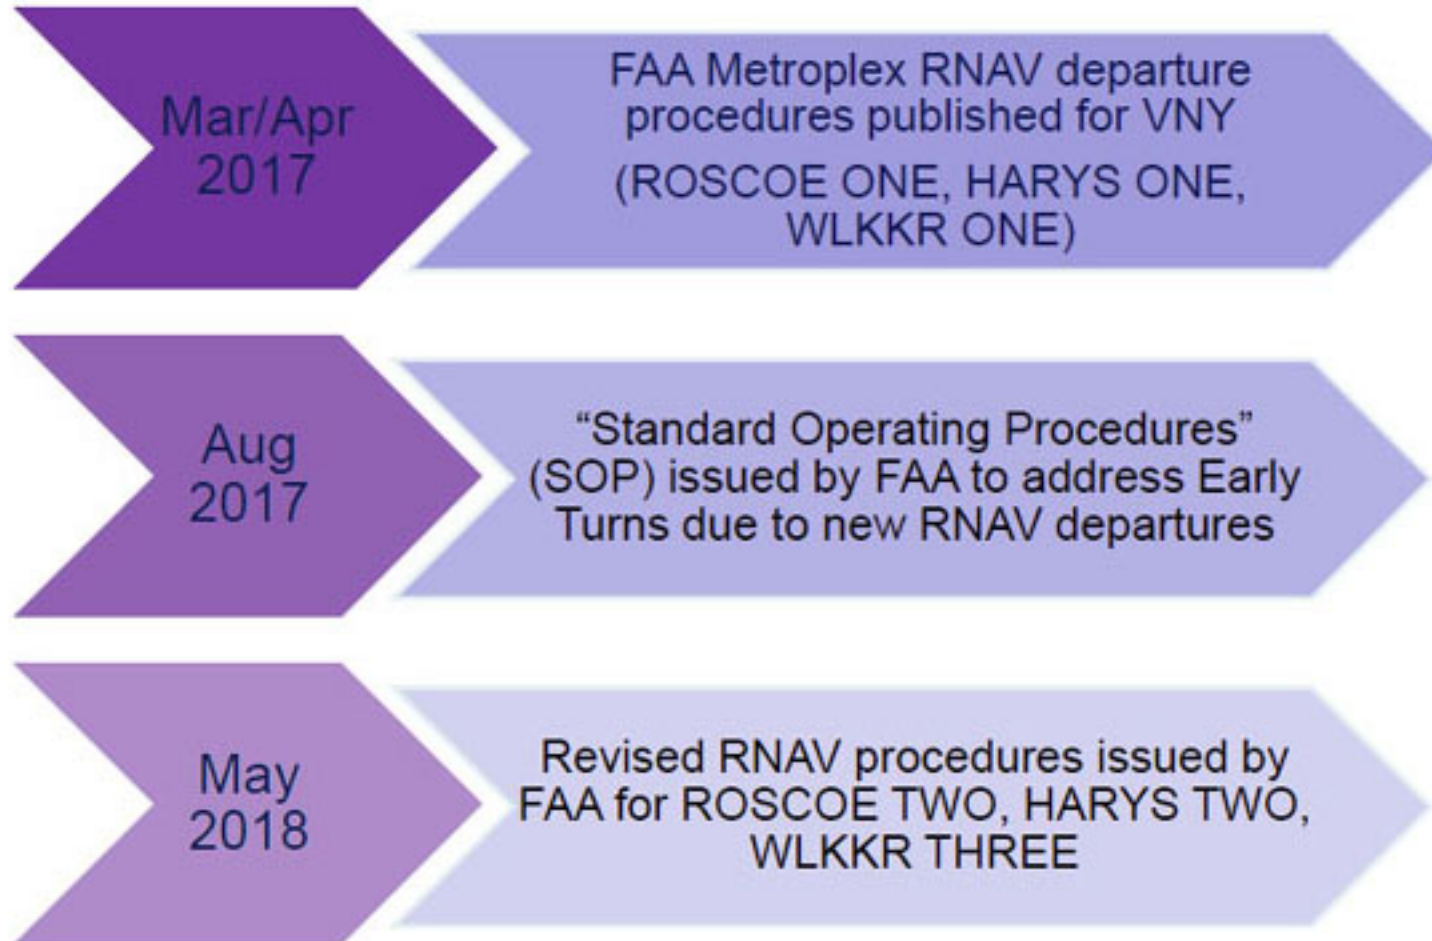 Mar/Apr
2017
FAA Metroplex RNAV departure
procedures published for VNY
(ROSCOE ONE, HARYS ONE,
WLKKR ONE)
Aug
2017
“Standard Operating Procedures”
(SOP) issued by FAA to address Early
Turns due to new RNAV departures
May
2018
Revised RNAV procedures issued by
FAA for ROSCOE TWO, HARYS TWO,
WLKKR THREE